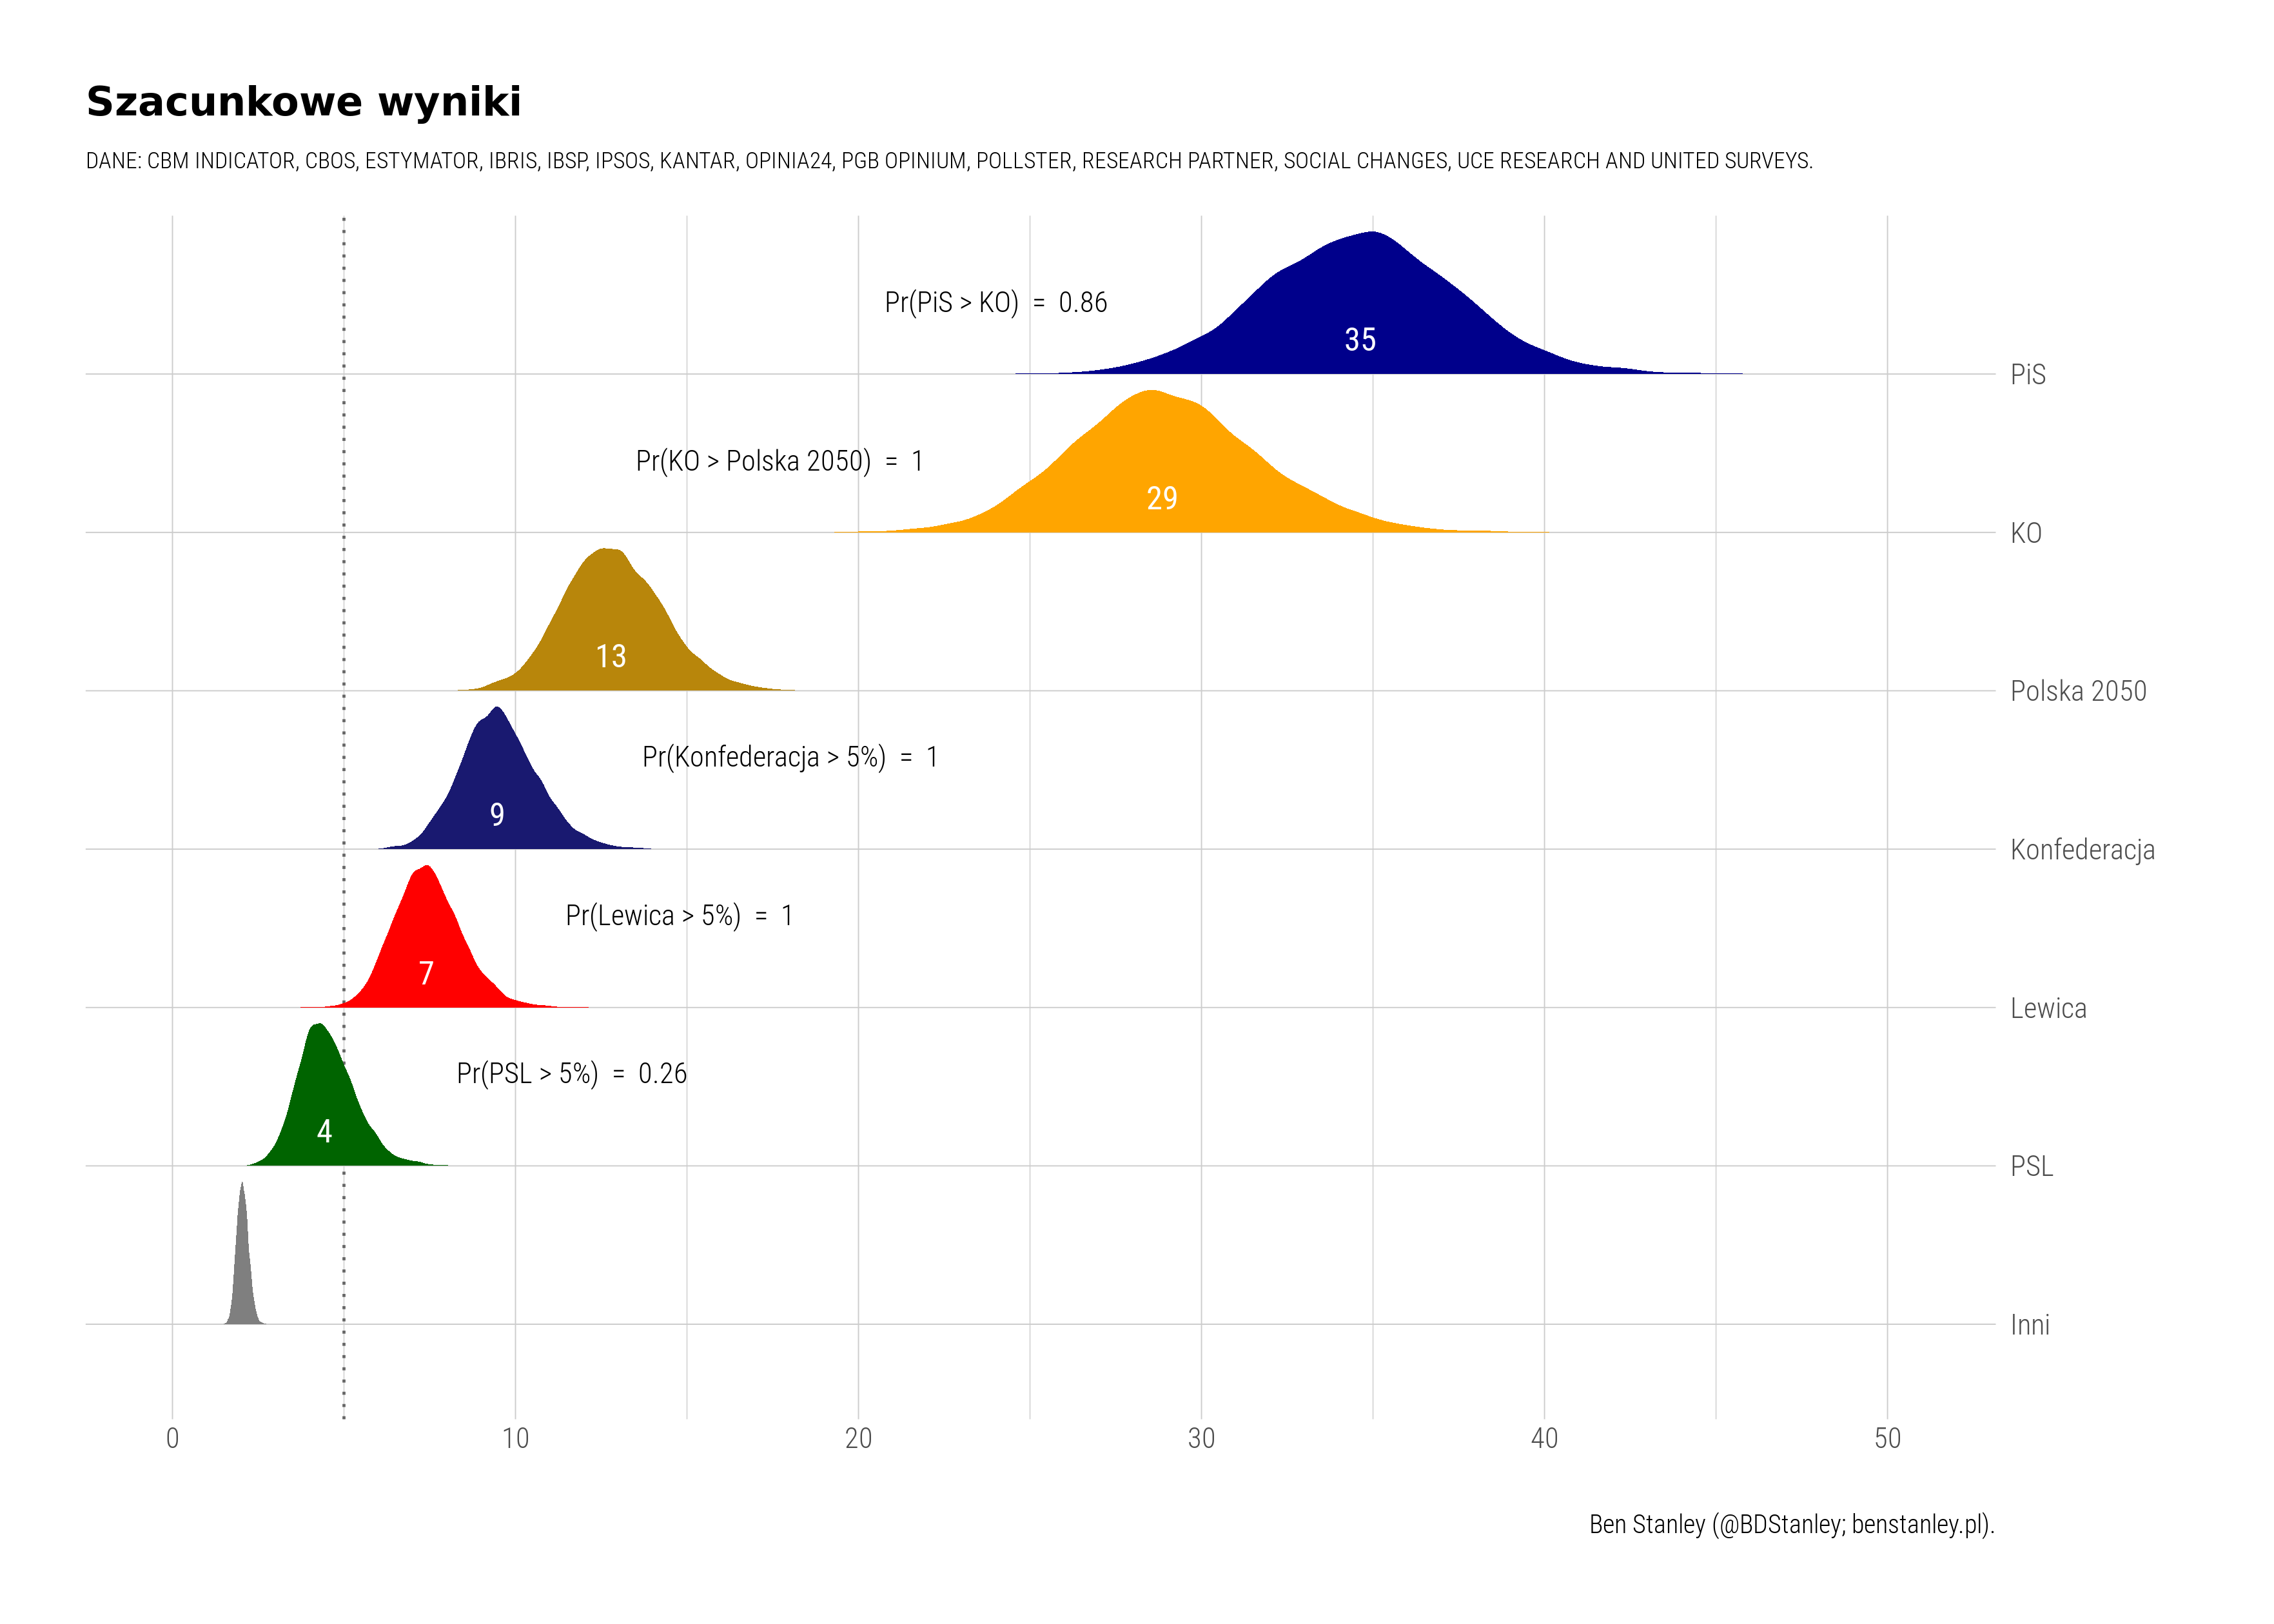 Szacunkowe wyniki
DANE: CBM INDICATOR, CBOS, ESTYMATOR, IBRIS, IBSP, IPSOS, KANTAR, OPINIA24, PGB OPINIUM, POLLSTER, RESEARCH PARTNER, SOCIAL CHANGES, UCE RESEARCH AND UNITED SURVEYS.
Pr(PiS > KO) = 0.86
35
PiS
Pr(KO > Polska 2050) = 1
29
KO
13
Polska 2050
Pr(Konfederacja > 5%) = 1
9
Konfederacja
Pr(Lewica > 5%) = 1
7
Lewica
Pr(PSL > 5%) = 0.26
4
PSL
Inni
0 10 20 30 40 50
Ben Stanley (@BDStanley; benstanley.pl).